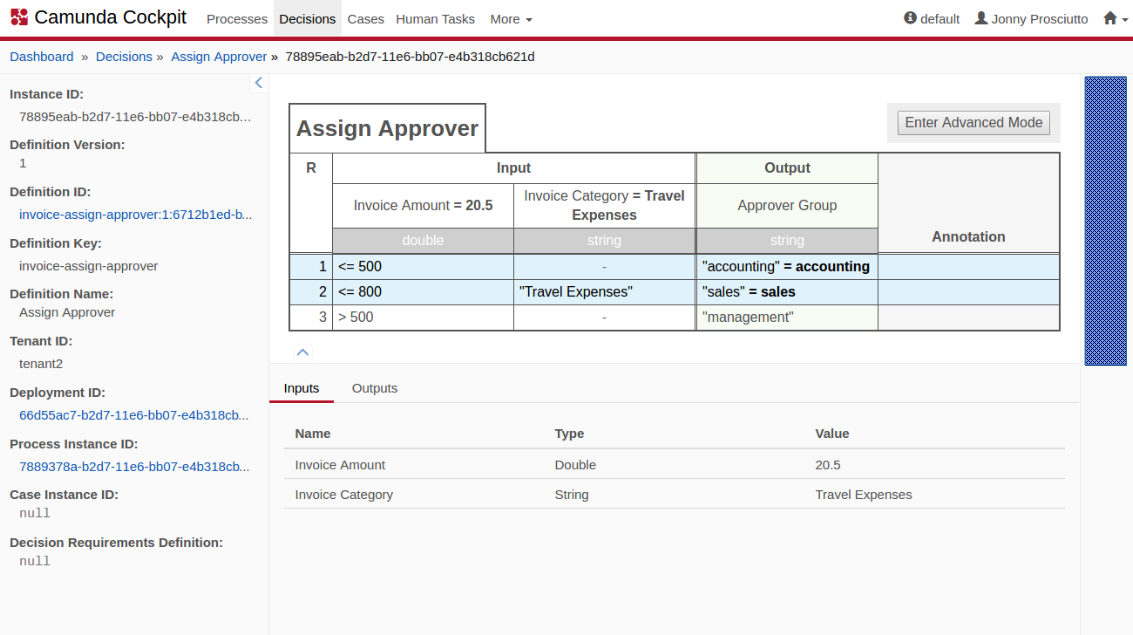 Camunda Cockpit Processes Decisions Cases Human Tasks More default Jonny Prosciutto
Dashboard » Decisions » Assign Approver » 78895eab-b2d7-11e6-bb07-e4b318cb621d
Instance ID:
78895eab-b2d7-11e6-bb07-e4b318cb...
Definition Version:
1
Definition ID:
invoice-assign-approver:1:6712b1ed-b...
Definition Key:
invoice-assign-approver
Definition Name:
Assign Approver
Tenant ID:
tenant2
Deployment ID:
66d55ac7-b2d7-11e6-bb07-e4b318cb...
Process Instance ID:
7889378a-b2d7-11e6-bb07-e4b318cb...
Case Instance ID:
null
Decision Requirements Definition:
null
Assign Approver
Enter Advanced Mode
R Input Output
Invoice Amount = 20.5 Invoice Category = Travel Expenses Approver Group
double string string Annotation
1 <= 500 - "accounting" = accounting
2 <= 800 "Travel Expenses" "sales" = sales
3 > 500 - "management"
Inputs Outputs
Name Type Value
Invoice Amount Double 20.5
Invoice Category String Travel Expenses